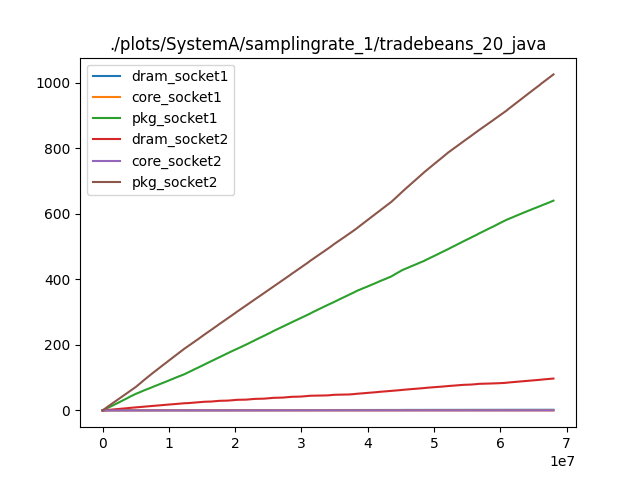 ./plots/SystemA/samplingrate_1/tradebeans_20_java
dram_socket1
core_socket1
pkg_socket1
dram_socket2
core_socket2
pkg_socket2
1000
800
600
400
200
0
0 1 2 3 4 5 6 7
1e7